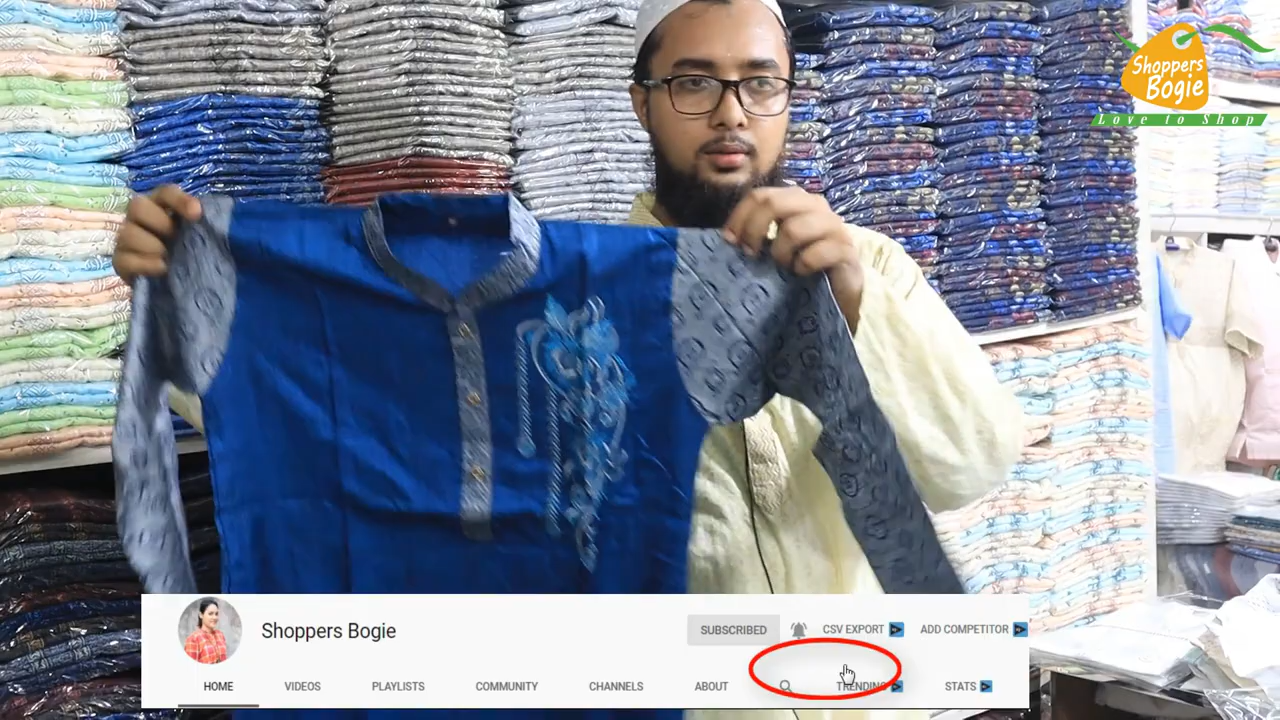 Shoppers
Bogie
Love to Shop
Shoppers Bogie
SUBSCRIBED
CSV EXPORT
ADD COMPETITOR
HOME
VIDEOS
PLAYLISTS
COMMUNITY
CHANNELS
ABOUT
TRENDING
STATS